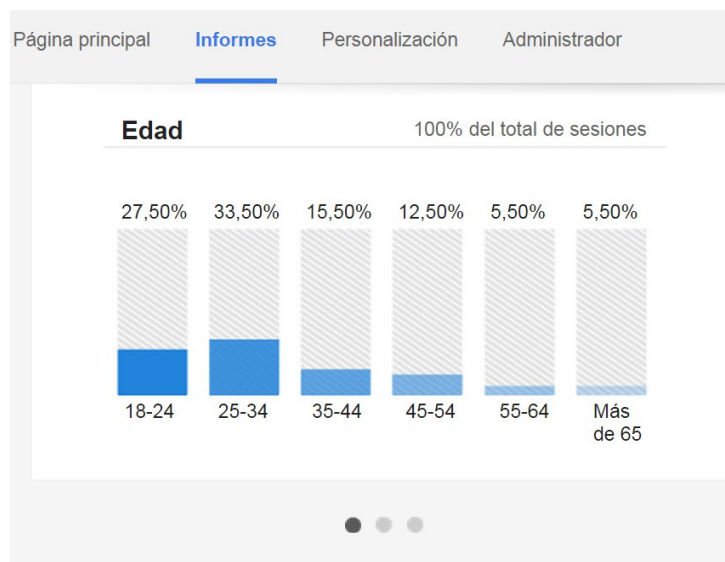 Página principal Informes Personalización Administrador
Edad 100% del total de sesiones
27,50% 33,50% 15,50% 12,50% 5,50% 5,50%
18-24 25-34 35-44 45-54 55-64 Más
de 65